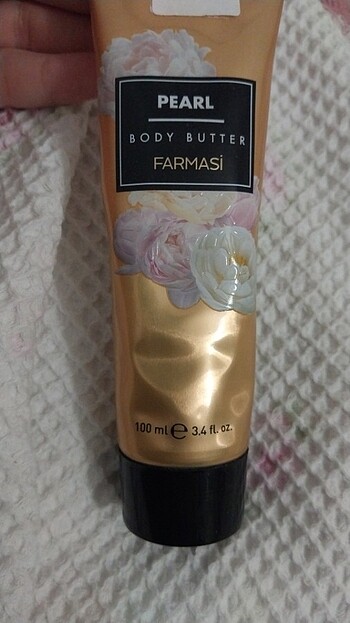 PEARL
BODY BUTTER
FARMASİ
100 ml ℮ 3.4 fl. oz.